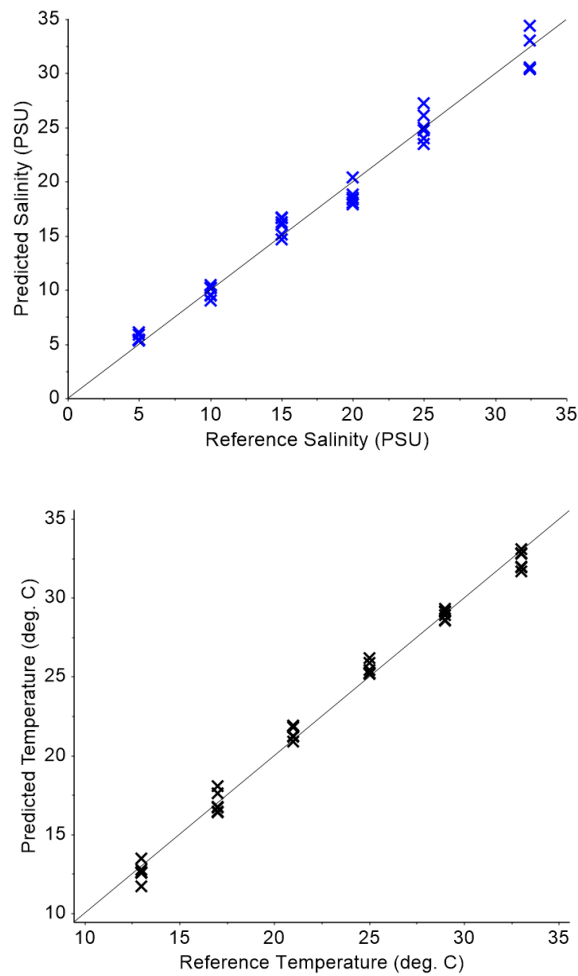 35
30
25
20
15
10
5
0
Predicted Salinity (PSU)
0 5 10 15 20 25 30 35
Reference Salinity (PSU)
35
30
25
20
15
10
Predicted Temperature (deg. C)
10 15 20 25 30 35
Reference Temperature (deg. C)